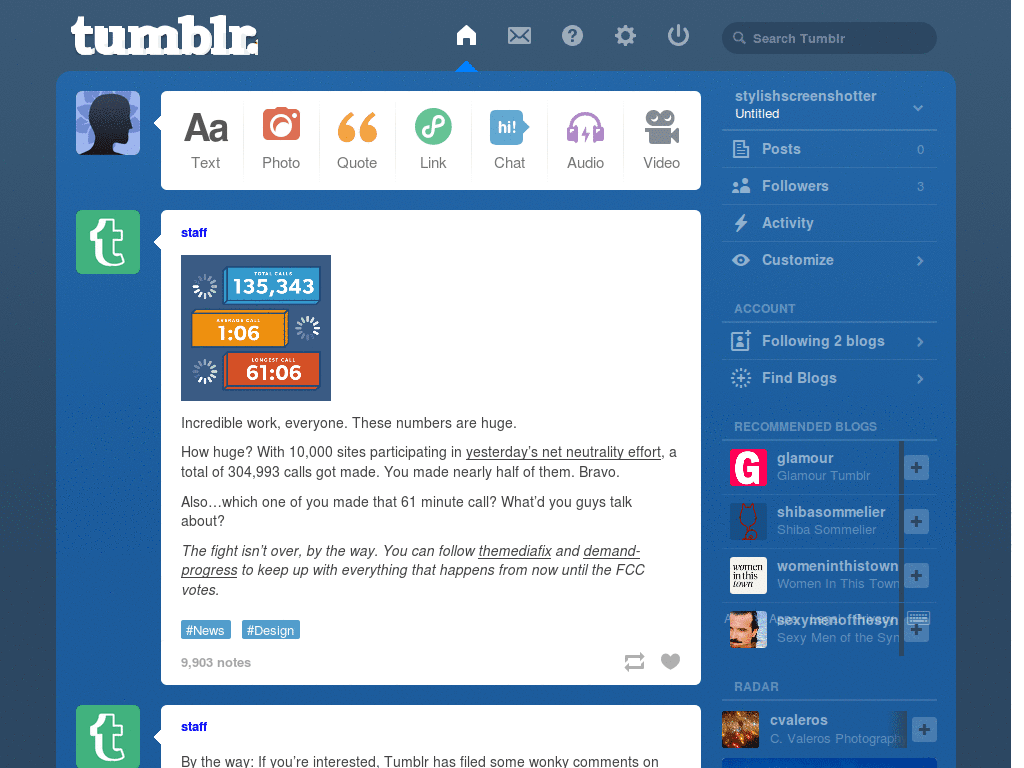 tumblr.
Search Tumblr
Aa
hi!
Text
Photo
Quote
Link
Chat
Audio
Video
staff
TOTAL CALLS
135,343
AVERAGE CALL
1:06
LONGEST CALL
61:06
Incredible work, everyone. These numbers are huge.
How huge? With 10,000 sites participating in yesterday's net neutrality effort, a
total of 304,993 calls got made. You made nearly half of them. Bravo.
Also…which one of you made that 61 minute call? What'd you guys talk
about?
The fight isn't over, by the way. You can follow themediafix and demand-
progress to keep up with everything that happens from now until the FCC
votes.
#News #Design
9,903 notes
staff
By the way: If you're interested, Tumblr has filed some wonky comments on
stylishscreenshotter
Untitled
Posts 0
Followers 3
Activity
Customize
ACCOUNT
Following 2 blogs
Find Blogs
RECOMMENDED BLOGS
glamour
Glamour Tumblr
shibasommelier
Shiba Sommelier
women
in this
town
womeninthistown
Women In This Town
sexymenofthesyn
Sexy Men of the Syn
RADAR
cvaleros
C. Valeros Photograph